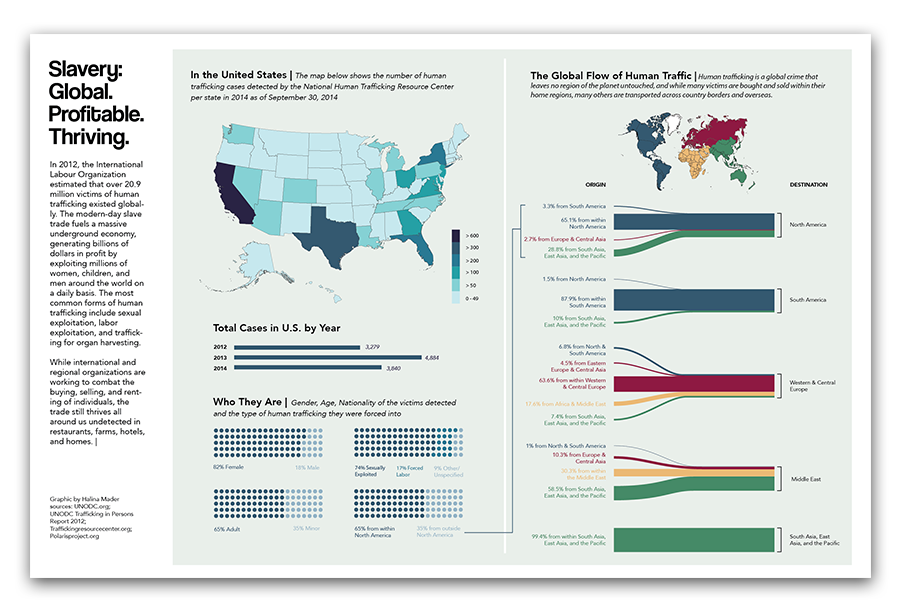 Slavery:
Global.
Profitable.
Thriving.
In 2012, the International
Labour Organization
estimated that over 20.9
million victims of human
trafficking existed global-
ly. The modern-day slave
trade fuels a massive
underground economy,
generating billions of
dollars in profit by
exploiting millions of
women, children, and
men around the world on
a daily basis. The most
common forms of human
trafficking include sexual
exploitation, labor
exploitation, and traffick-
ing for organ harvesting.
While international and
regional organizations are
working to combat the
buying, selling, and rent-
ing of individuals, the
trade still thrives all
around us undetected in
restaurants, farms, hotels,
and homes. |
Graphic by Halina Mader
sources: UNODC.org;
UNODC Trafficking in Persons
Report 2012;
Traffickingresourcecenter.org;
Polarisproject.org
In the United States | The map below shows the number of human
trafficking cases detected by the National Human Trafficking Resource Center
per state in 2014 as of September 30, 2014
> 600
> 300
> 200
> 100
> 50
0 - 49
Total Cases in U.S. by Year
2012 3,279
2013 4,884
2014 3,840
Who They Are | Gender, Age, Nationality of the victims detected
and the type of human trafficking they were forced into
82% Female
18% Male
74% Sexually
Exploited
17% Forced
Labor
9% Other/
Unspecified
65% Adult
35% Minor
65% from within
North America
35% from outside
North America
The Global Flow of Human Traffic | Human trafficking is a global crime that
leaves no region of the planet untouched, and while many victims are bought and sold within their
home regions, many others are transported across country borders and overseas.
ORIGIN
DESTINATION
3.3% from South America
65.1% from within
North America
2.7% from Europe & Central Asia
28.8% from South Asia,
East Asia, and the Pacific
North America
1.5% from North America
87.9% from within
South America
10% from South Asia,
East Asia, and the Pacific
South America
6.8% from North &
South America
4.5% from Eastern
Europe & Central Asia
63.6% from within Western
& Central Europe
17.6% from Africa & Middle East
7.4% from South Asia,
East Asia, and the Pacific
Western & Central
Europe
1% from North & South America
10.3% from Europe &
Central Asia
from within
the Middle East
58.5% from South Asia,
East Asia, and the Pacific
Middle East
99.4% from within South Asia,
East Asia, and the Pacific
South Asia, East
Asia, and the Pacific